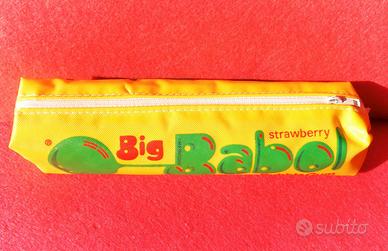 strawberry
® Big Babol
subito